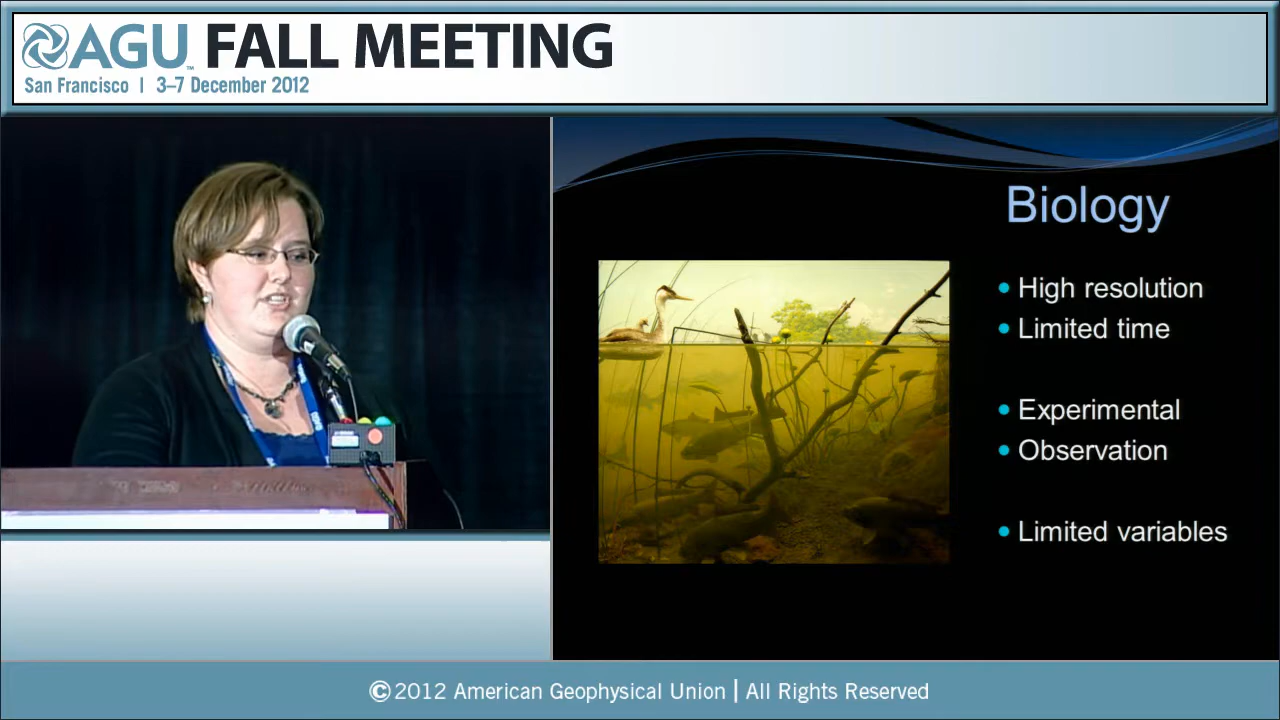 AGU™ FALL MEETING
San Francisco | 3–7 December 2012
Biology
• High resolution
• Limited time
• Experimental
• Observation
• Limited variables
©2012 American Geophysical Union | All Rights Reserved